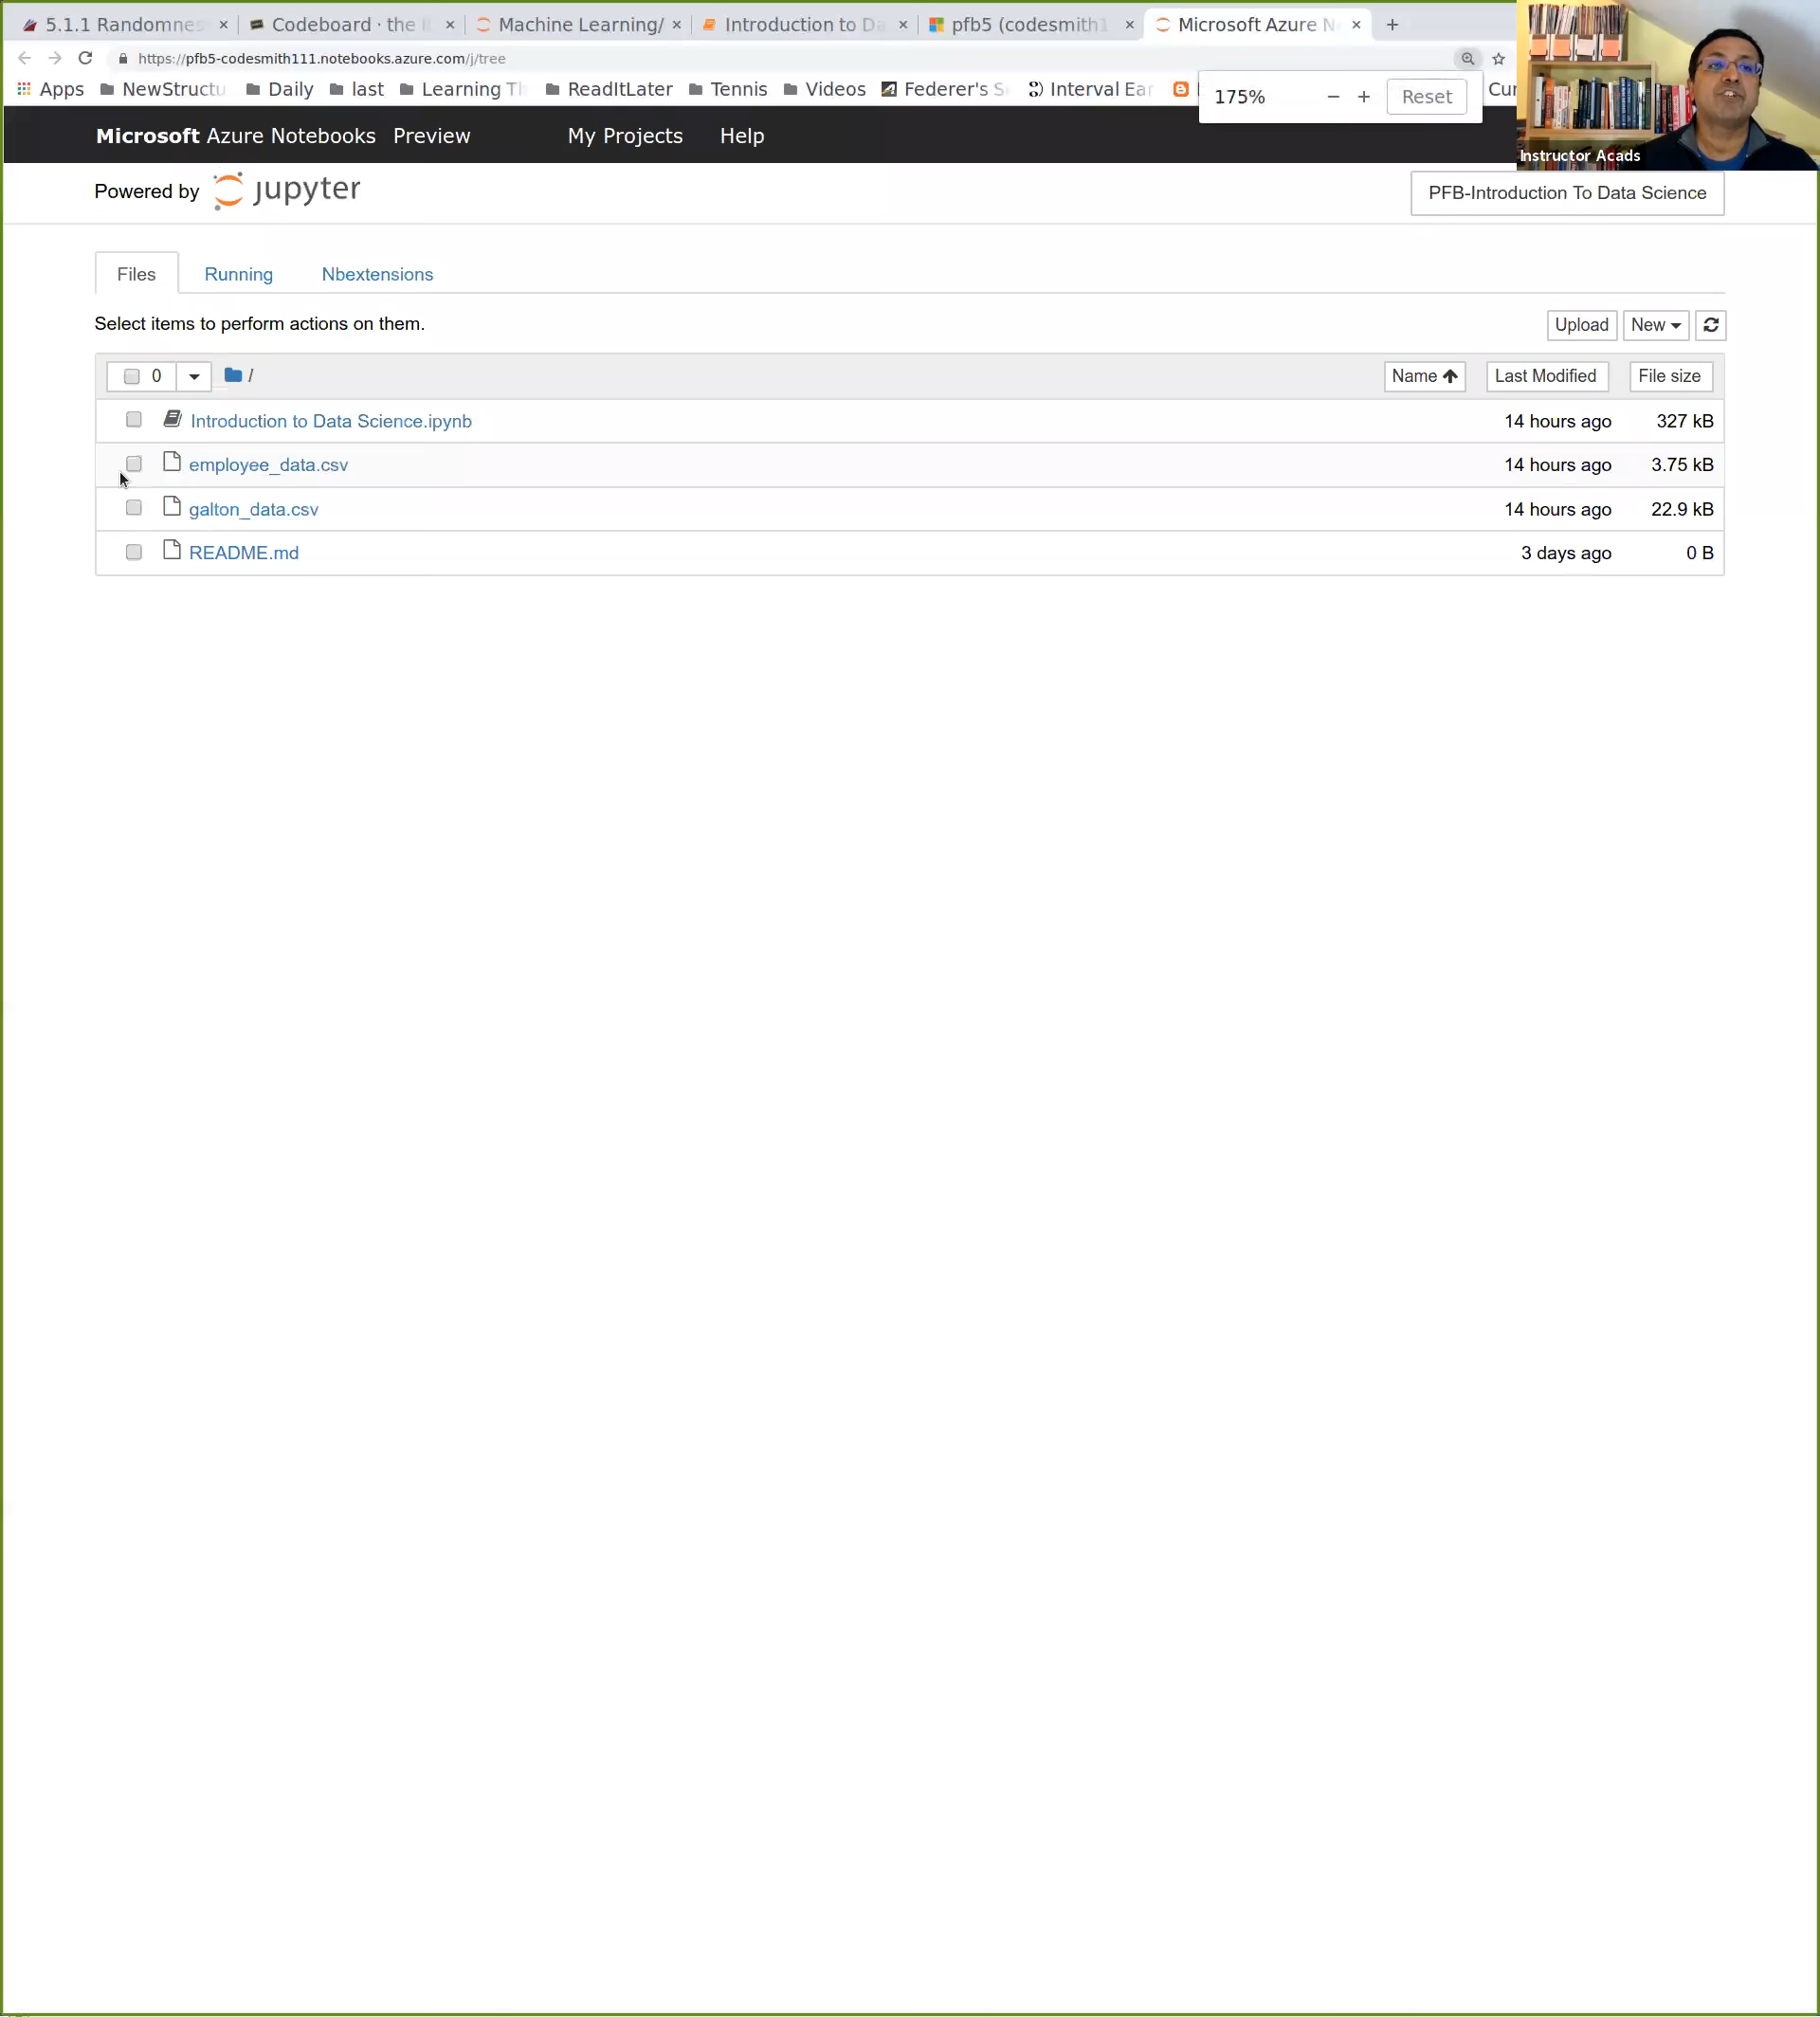 5.1.1 Randomnes
Codeboard · the
Machine Learning/
Introduction to Da
pfb5 (codesmith1
Microsoft Azure N
https://pfb5-codesmith111.notebooks.azure.com/j/tree
Apps NewStructu Daily last Learning Th ReadItLater Tennis Videos Federer's S Interval Ear Cur
175% − + Reset
Instructor Acads
Microsoft Azure Notebooks Preview My Projects Help
Powered by jupyter
PFB-Introduction To Data Science
Files Running Nbextensions
Select items to perform actions on them.
Upload New
0 / Name Last Modified File size
Introduction to Data Science.ipynb 14 hours ago 327 kB
employee_data.csv 14 hours ago 3.75 kB
galton_data.csv 14 hours ago 22.9 kB
README.md 3 days ago 0 B